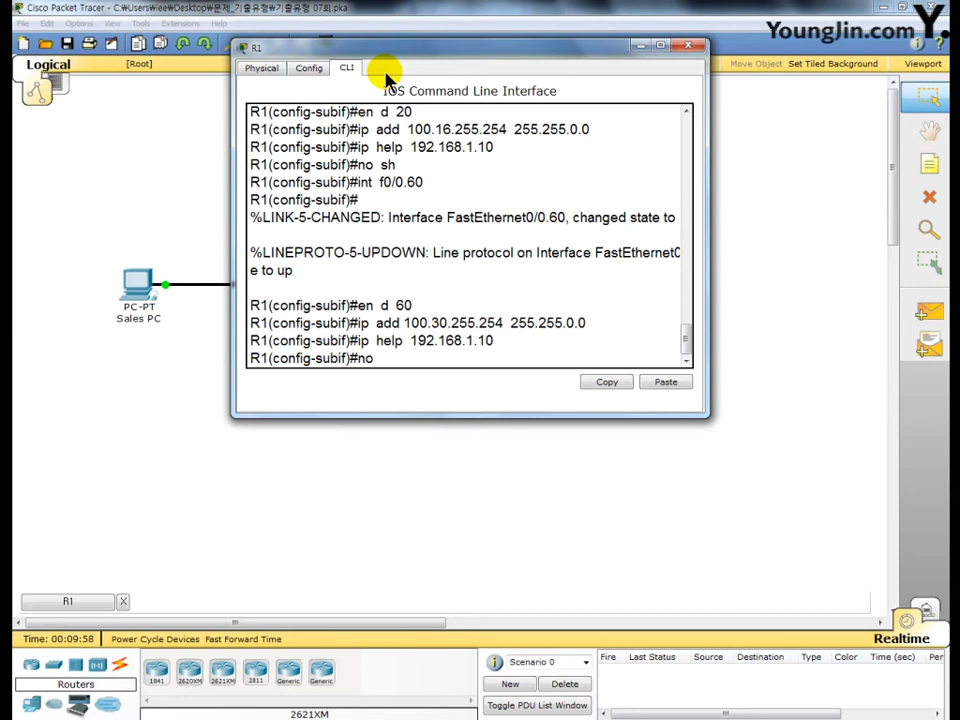 Cisco Packet Tracer - C:₩Users₩lee₩Desktop₩문제_기출유형₩기출유형 07회.pka
File Edit Options View Tools Extensions Help
YoungJin.com Y.
Logical
[Root]
Move Object Set Tiled Background Viewport
R1
Physical Config CLI
IOS Command Line Interface
R1(config-subif)#en d 20
R1(config-subif)#ip add 100.16.255.254 255.255.0.0
R1(config-subif)#ip help 192.168.1.10
R1(config-subif)#no sh
R1(config-subif)#int f0/0.60
R1(config-subif)#
%LINK-5-CHANGED: Interface FastEthernet0/0.60, changed state to
%LINEPROTO-5-UPDOWN: Line protocol on Interface FastEthernet0
e to up
R1(config-subif)#en d 60
R1(config-subif)#ip add 100.30.255.254 255.255.0.0
R1(config-subif)#ip help 192.168.1.10
R1(config-subif)#no
Copy Paste
PC-PT
Sales PC
R1 X
Time: 00:09:58 Power Cycle Devices Fast Forward Time
Realtime
Routers
1841 2620XM 2621XM 2811 Generic Generic
2621XM
Scenario 0
New Delete
Toggle PDU List Window
Fire Last Status Source Destination Type Color Time (sec) Per